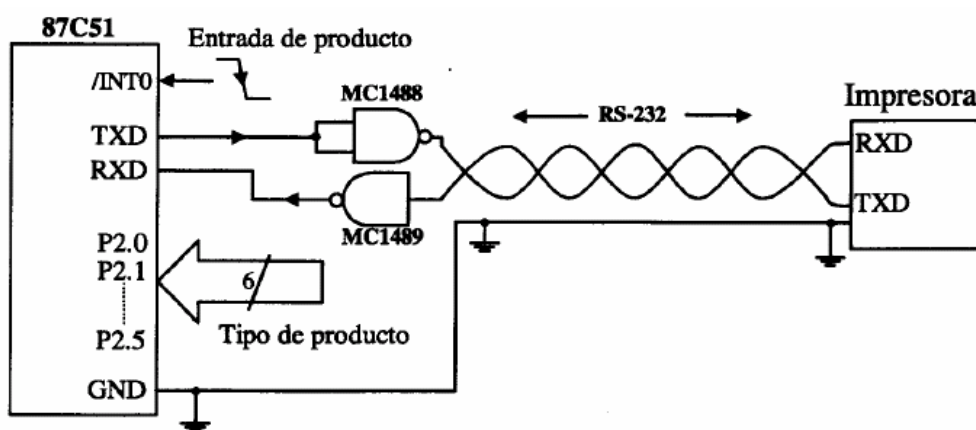 87C51
Entrada de producto
/INT0
MC1488
RS-232
Impresora
TXD
RXD
RXD
TXD
MC1489
P2.0
P2.1
6
P2.5
Tipo de producto
GND